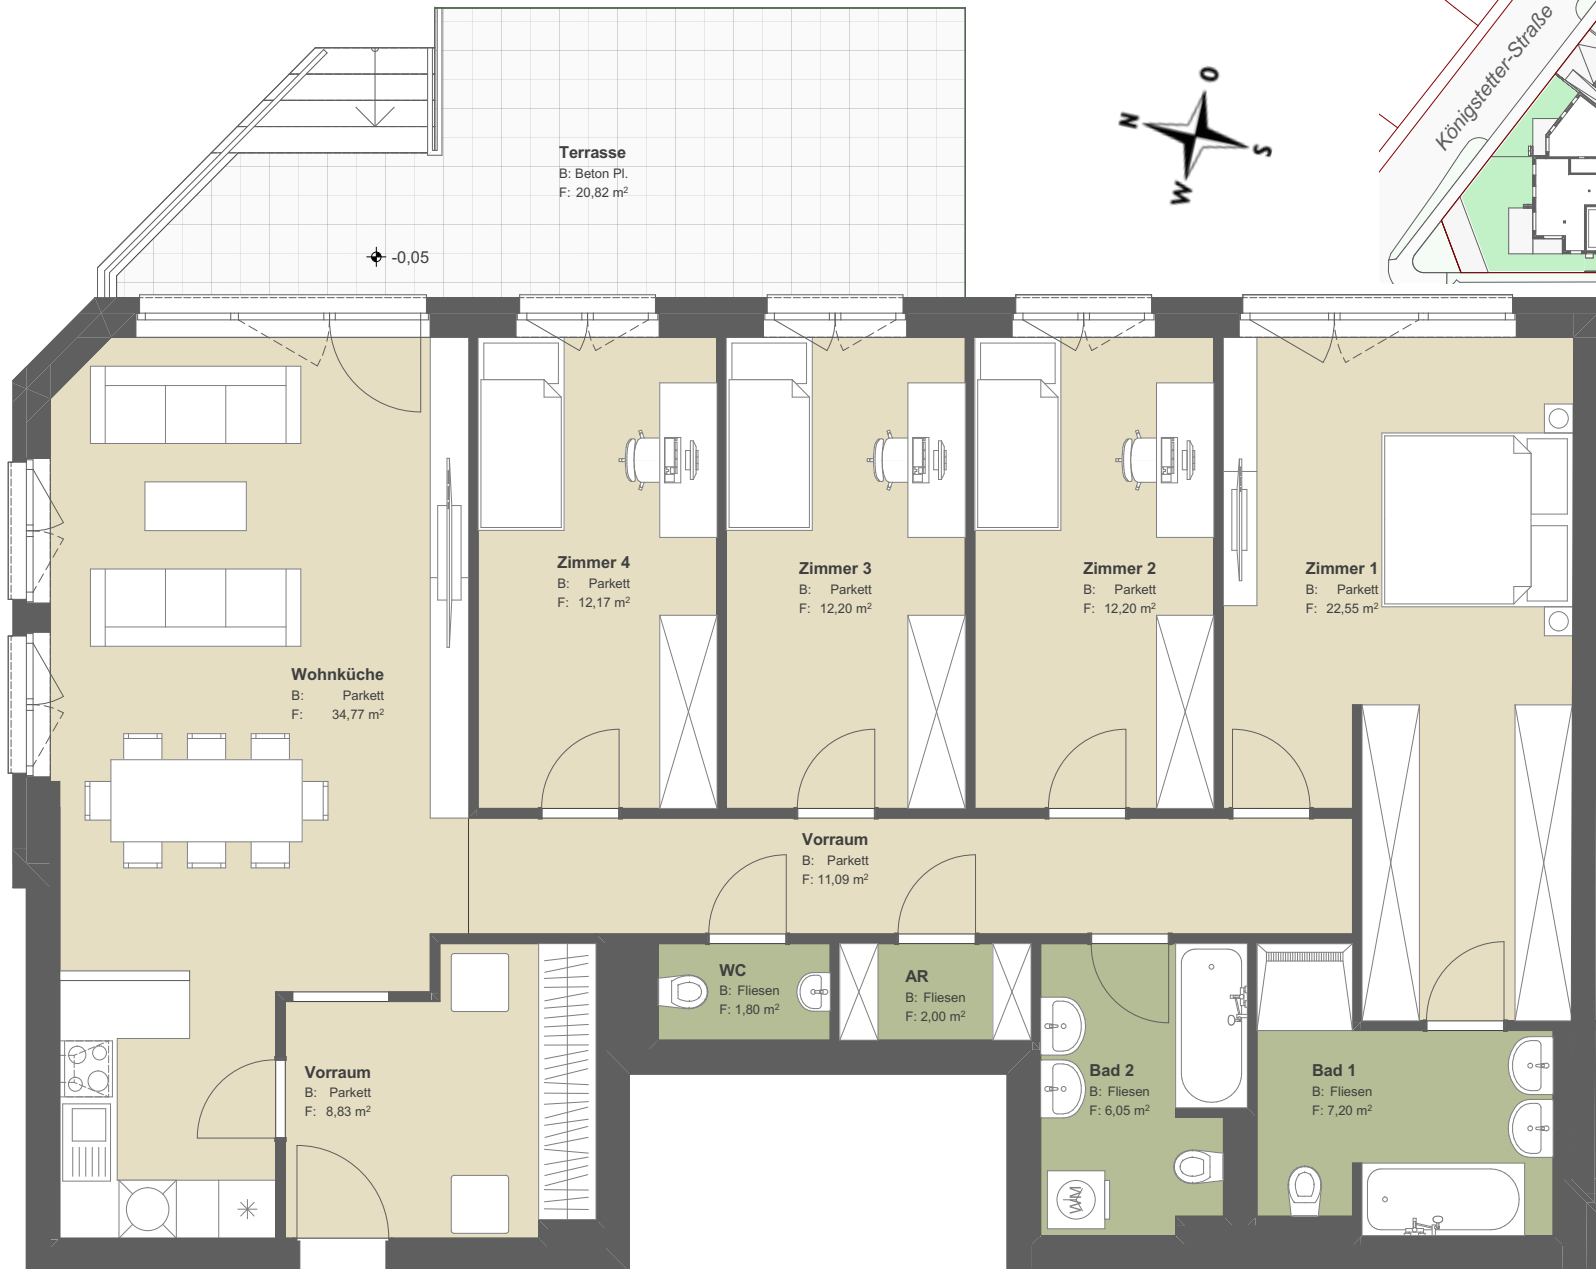 Königstetter-Straße
O
N
S
W
Terrasse
B: Beton Pl.
F: 20,82 m²
-0,05
Zimmer 4
B: Parkett
F: 12,17 m²
Zimmer 3
B: Parkett
F: 12,20 m²
Zimmer 2
B: Parkett
F: 12,20 m²
Zimmer 1
B: Parkett
F: 22,55 m²
Wohnküche
B: Parkett
F: 34,77 m²
Vorraum
B: Parkett
F: 11,09 m²
WC
B: Fliesen
F: 1,80 m²
AR
B: Fliesen
F: 2,00 m²
Vorraum
B: Parkett
F: 8,83 m²
Bad 2
B: Fliesen
F: 6,05 m²
Bad 1
B: Fliesen
F: 7,20 m²
WM